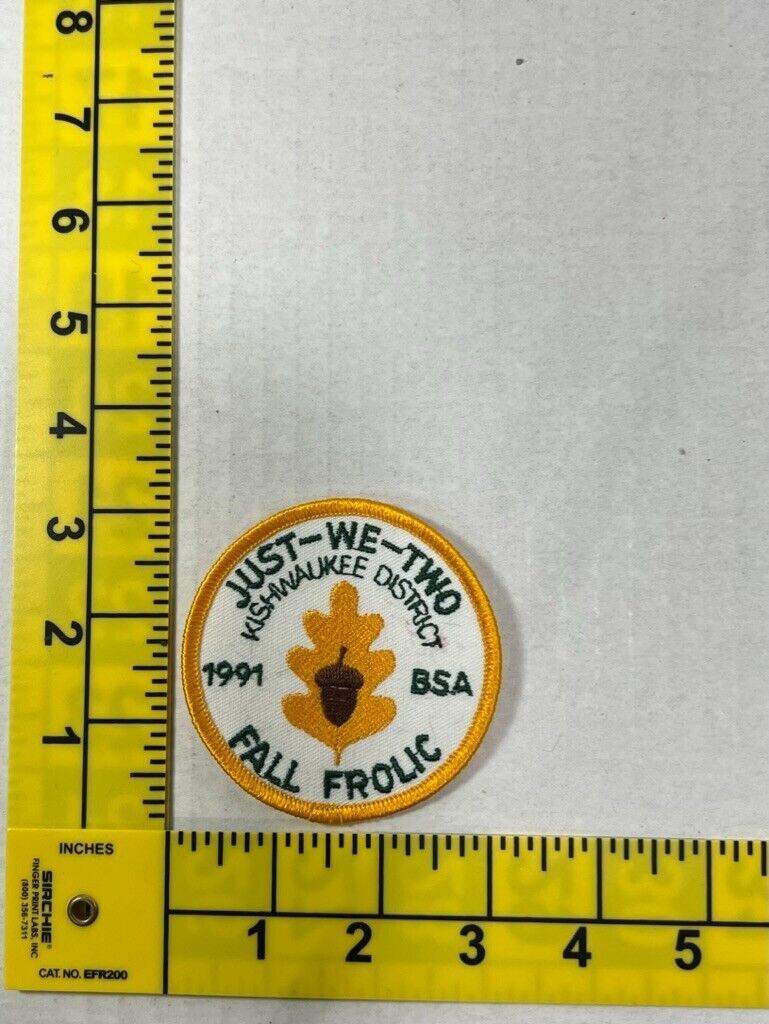 8
7
6
5
4
3
2
1
JUST-WE-TWO
KISHWAUKEE DISTRICT
1991 BSA
FALL FROLIC
INCHES
SIRCHIE®
FINGER PRINT LABS, INC
(800) 356-7311
CAT. NO. EFR200
1 2 3 4 5